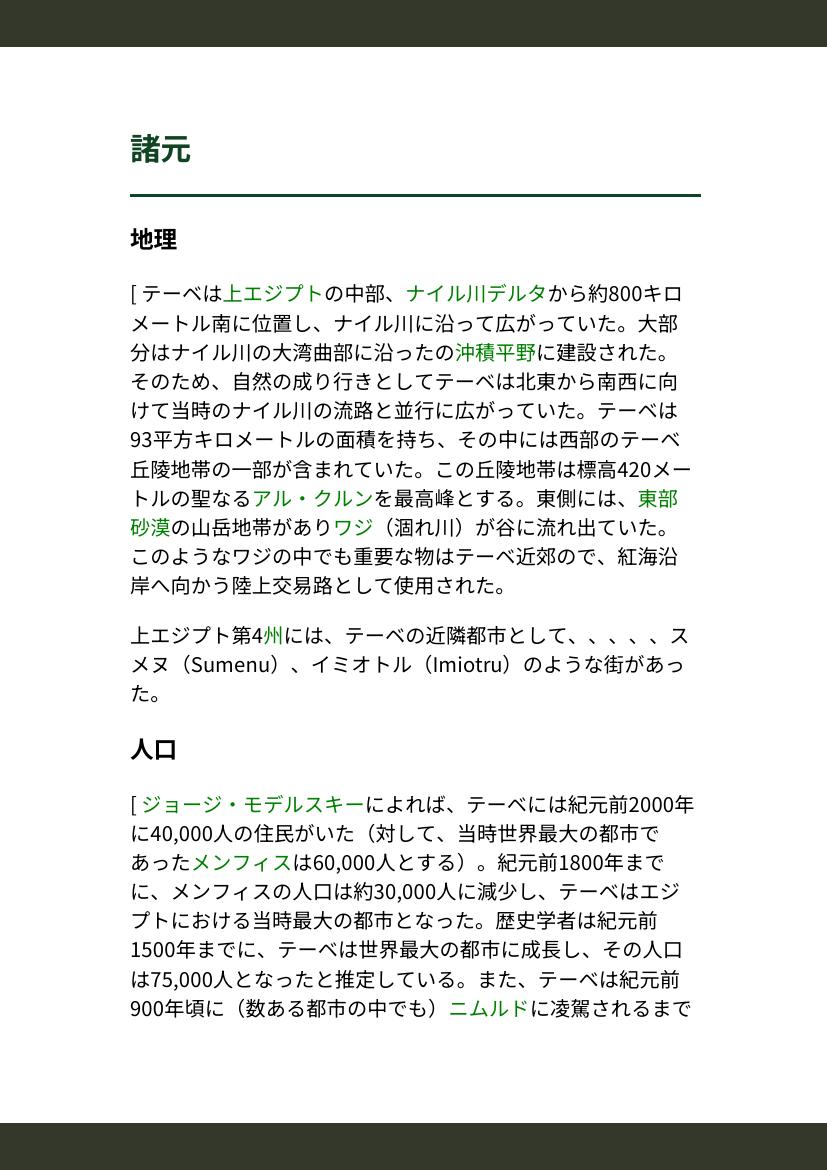 諸元
地理
[ テーベは上エジプトの中部、ナイル川デルタから約800キロ
メートル南に位置し、ナイル川に沿って広がっていた。大部
分はナイル川の大湾曲部に沿ったの沖積平野に建設された。
そのため、自然の成り行きとしてテーベは北東から南西に向
けて当時のナイル川の流路と並行に広がっていた。テーベは
93平方キロメートルの面積を持ち、その中には西部のテーベ
丘陵地帯の一部が含まれていた。この丘陵地帯は標高420メー
トルの聖なるアル・クルンを最高峰とする。東側には、東部
砂漠の山岳地帯がありワジ（涸れ川）が谷に流れ出ていた。
このようなワジの中でも重要な物はテーベ近郊ので、紅海沿
岸へ向かう陸上交易路として使用された。
上エジプト第4州には、テーベの近隣都市として、、、、、ス
メヌ（Sumenu）、イミオトル（Imiotru）のような街があっ
た。
人口
[ ジョージ・モデルスキーによれば、テーベには紀元前2000年
に40,000人の住民がいた（対して、当時世界最大の都市で
あったメンフィスは60,000人とする）。紀元前1800年まで
に、メンフィスの人口は約30,000人に減少し、テーベはエジ
プトにおける当時最大の都市となった。歴史学者は紀元前
1500年までに、テーベは世界最大の都市に成長し、その人口
は75,000人となったと推定している。また、テーベは紀元前
900年頃に（数ある都市の中でも）ニムルドに凌駕されるまで